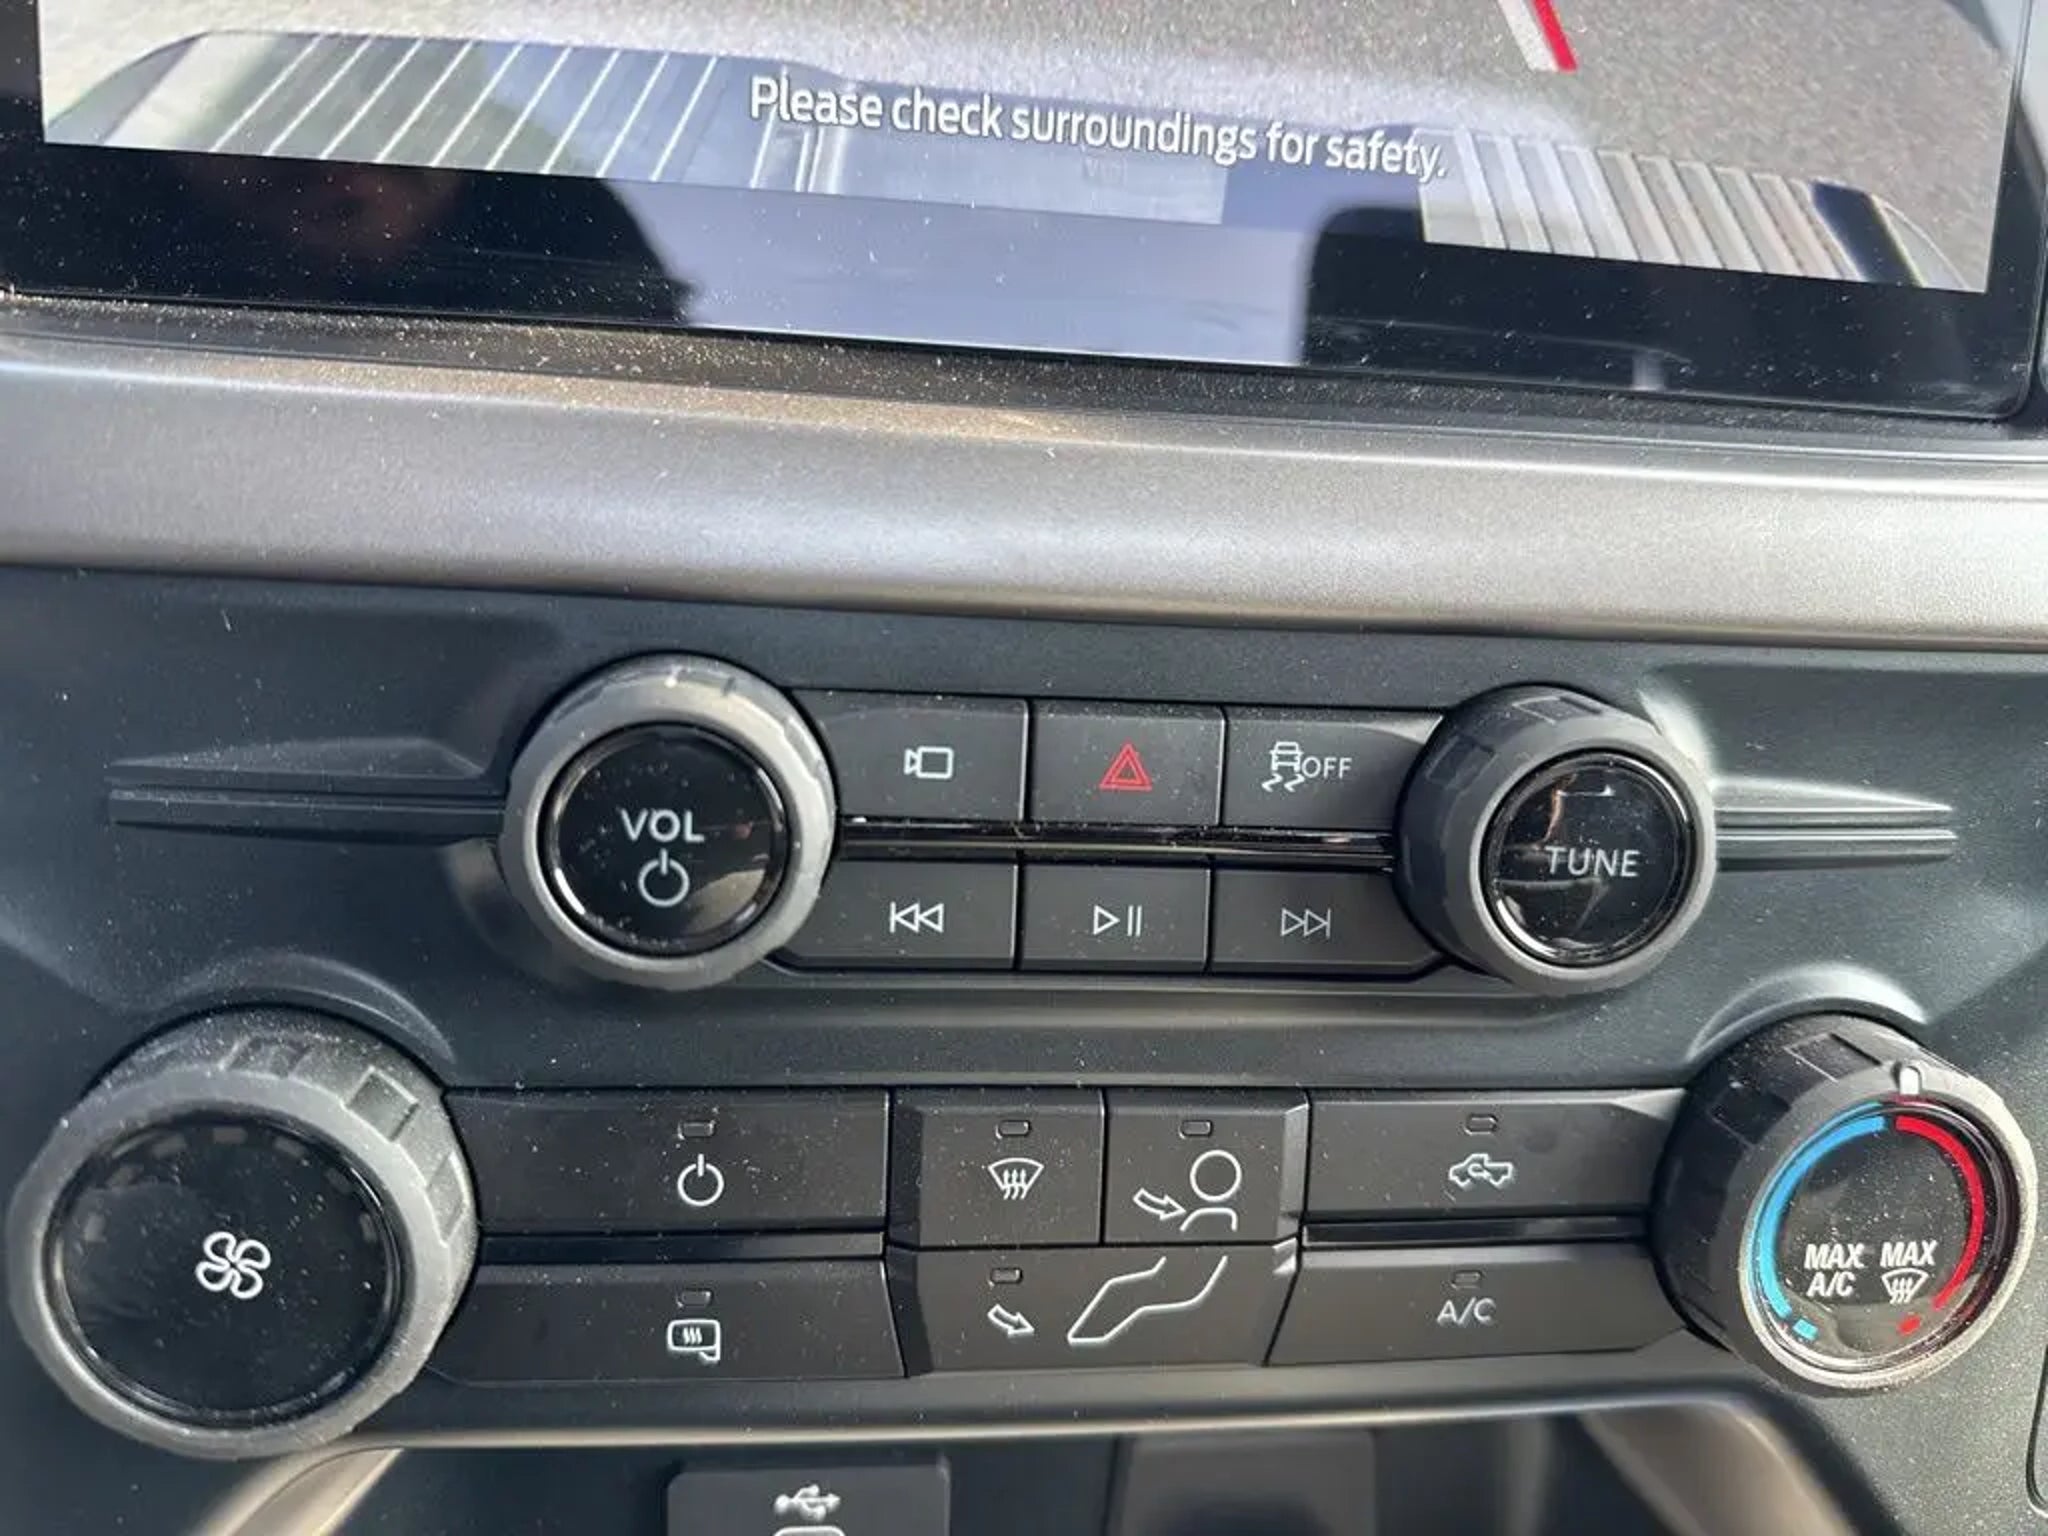 Please check surroundings for safety.
VOL
OFF
TUNE
MAX MAX
A/C
A/C